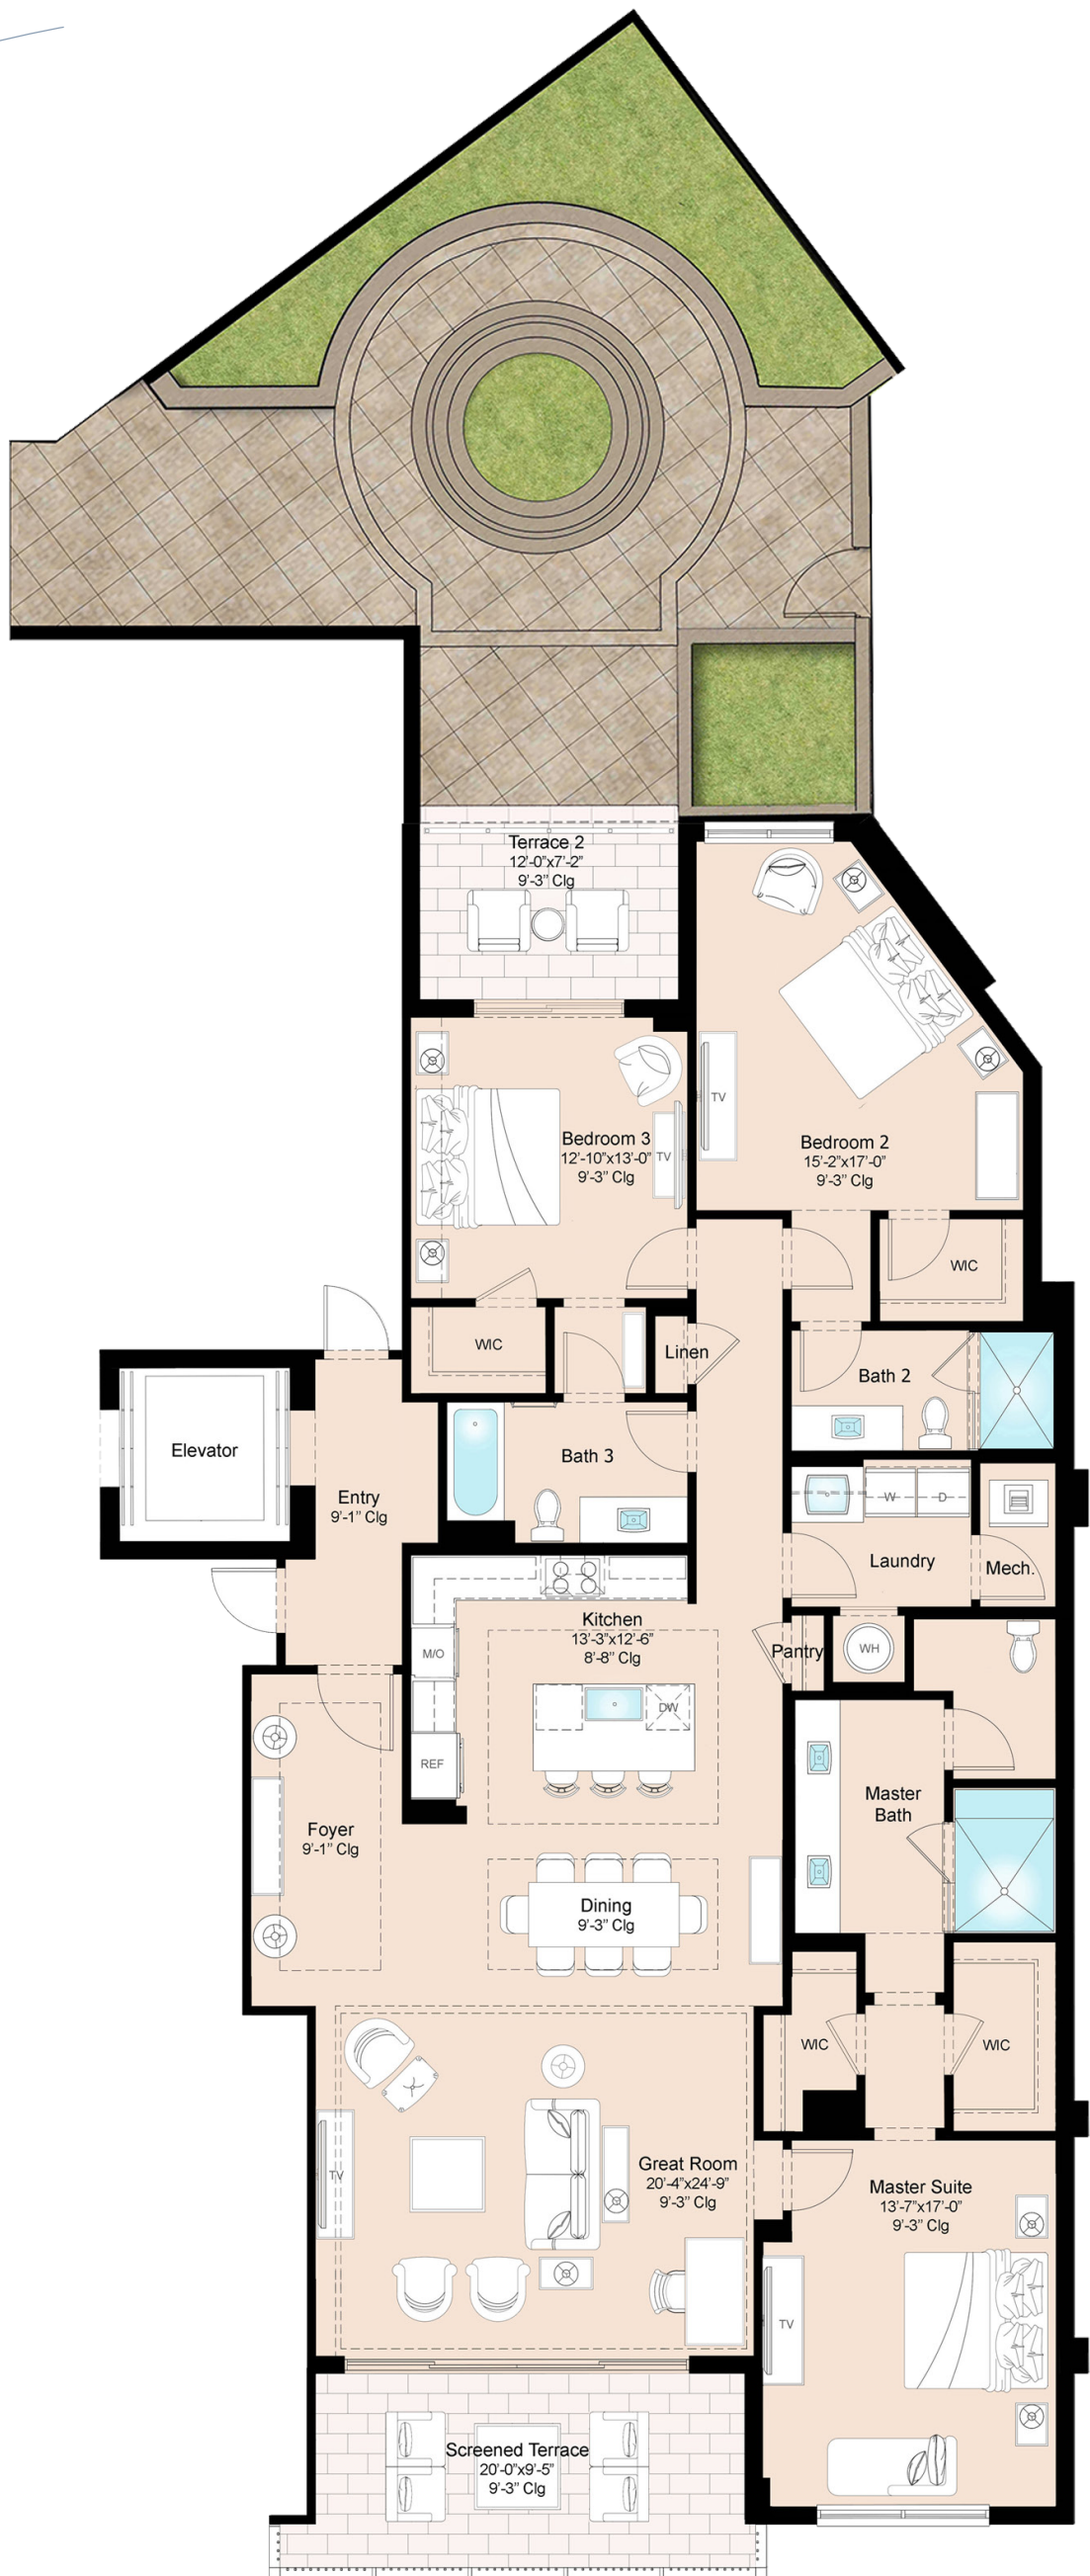 Terrace 2
12'-0"x7'-2"
9'-3" Clg
TV
Bedroom 3
12'-10"x13'-0"
9'-3" Clg
TV
Bedroom 2
15'-2"x17'-0"
9'-3" Clg
WIC
WIC
Linen
Bath 2
Elevator
Bath 3
Entry
9'-1" Clg
W
D
Laundry
Mech.
Kitchen
13'-3"x12'-6"
8'-8" Clg
M/O
Pantry
WH
DW
REF
Master
Bath
Foyer
9'-1" Clg
Dining
9'-3" Clg
WIC
WIC
TV
Great Room
20'-4"x24'-9"
9'-3" Clg
Master Suite
13'-7"x17'-0"
9'-3" Clg
TV
Screened Terrace
20'-0"x9'-5"
9'-3" Clg